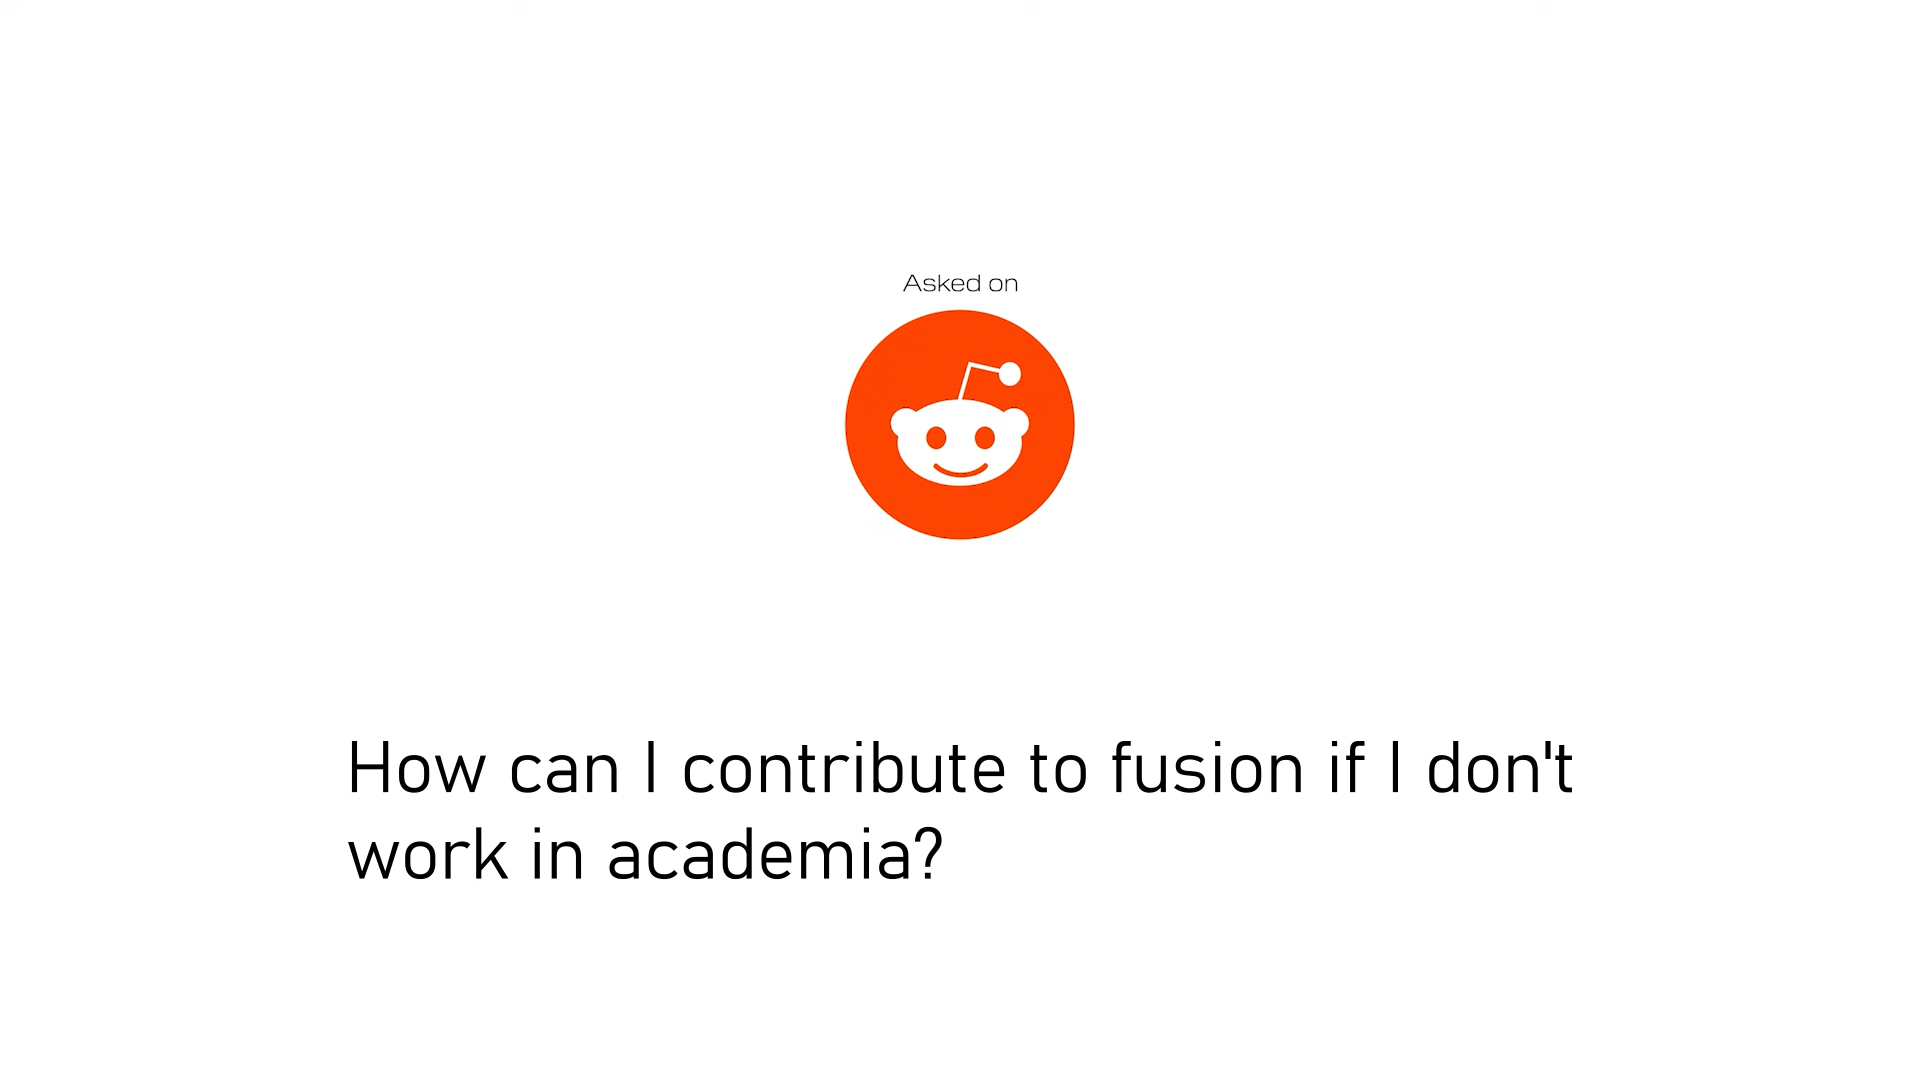 Asked on
How can I contribute to fusion if I don't
work in academia?